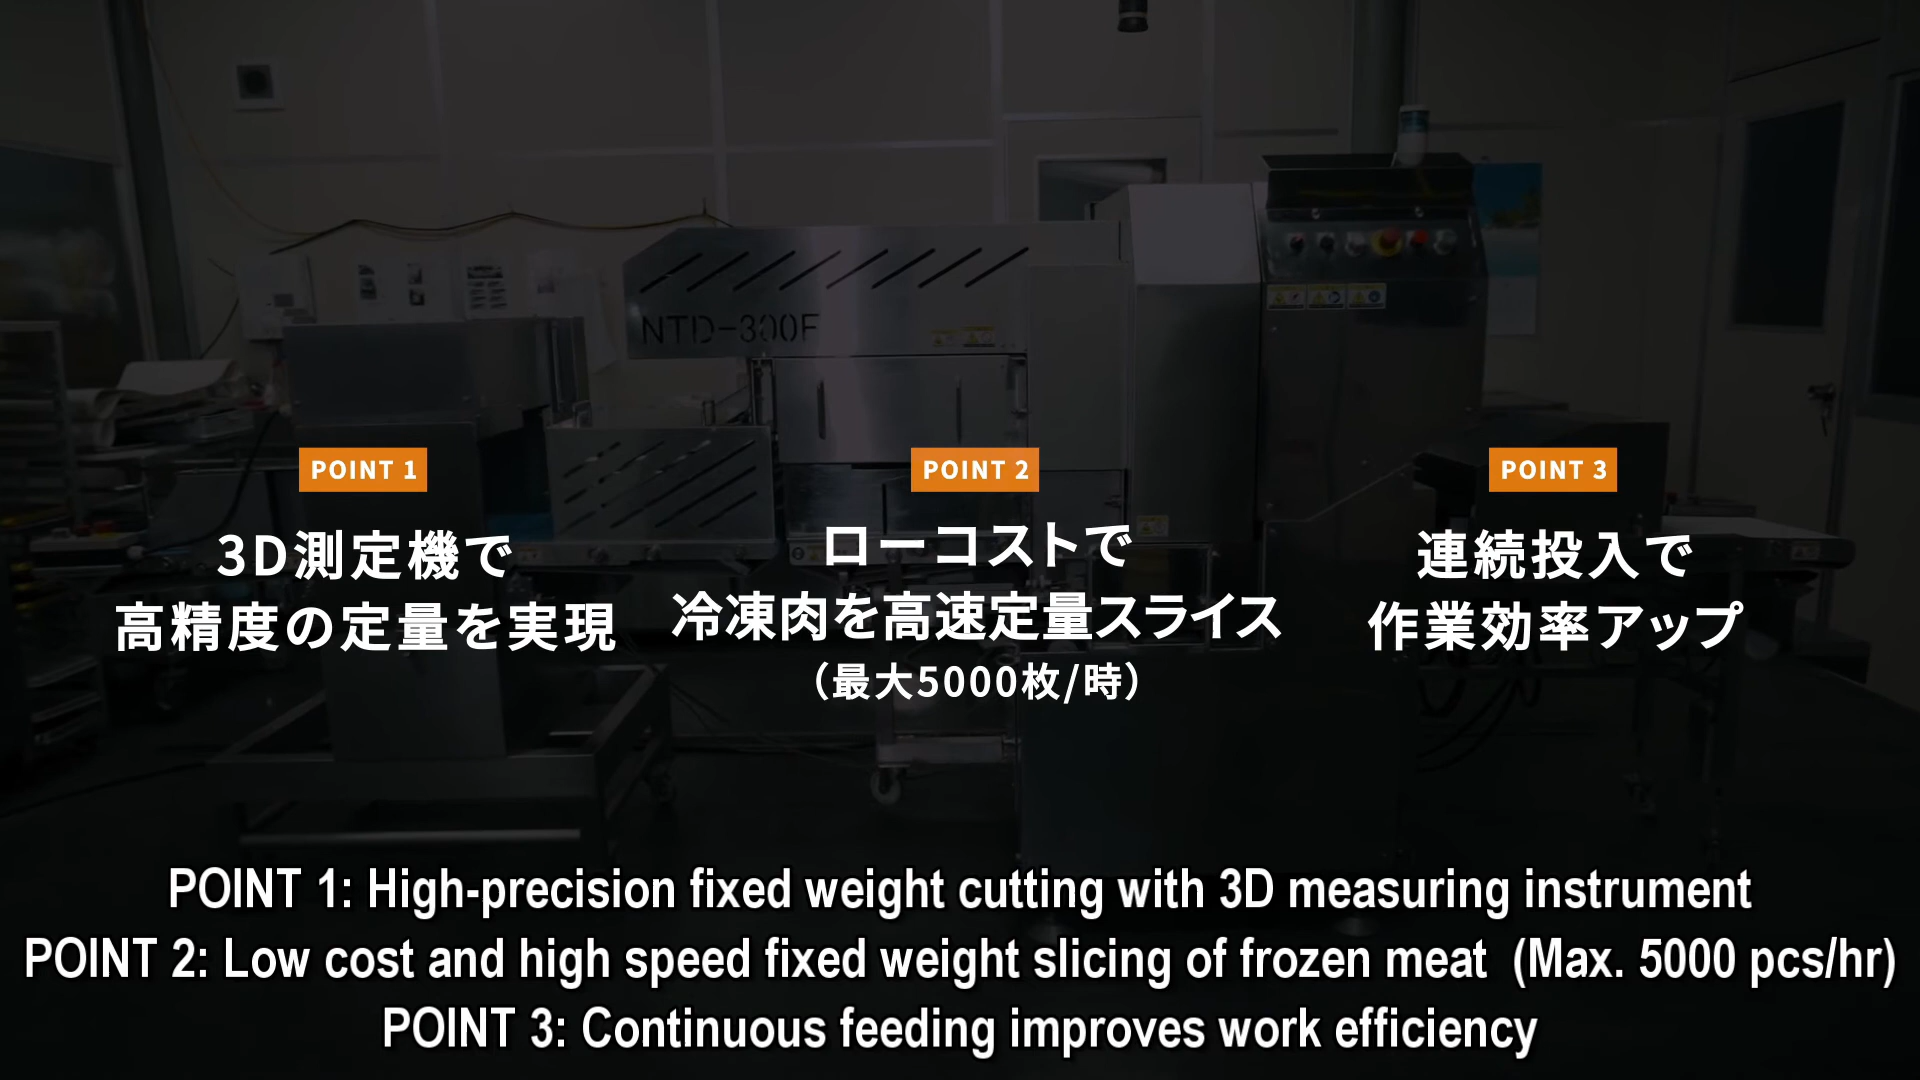 NTD-300F
POINT 1
3D測定機で
高精度の定量を実現
POINT 2
ローコストで
冷凍肉を高速定量スライス
（最大5000枚/時）
POINT 3
連続投入で
作業効率アップ
POINT 1: High-precision fixed weight cutting with 3D measuring instrument
POINT 2: Low cost and high speed fixed weight slicing of frozen meat (Max. 5000 pcs/hr)
POINT 3: Continuous feeding improves work efficiency